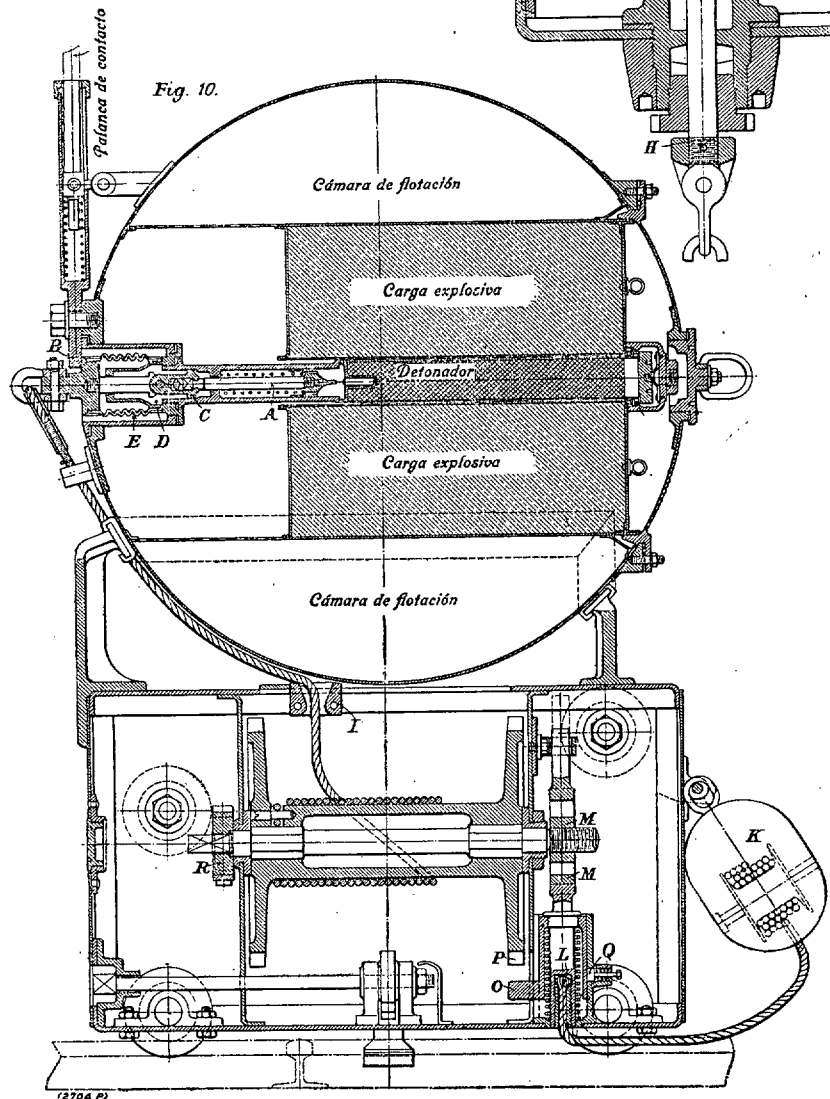 Palanca de contacto
Fig. 10.
H
Cámara de flotación
Carga explosiva
B
Detonador
C
A
E
D
Carga explosiva
Cámara de flotación
I
K
M
R
M
P
L
Q
O
(2704 P)